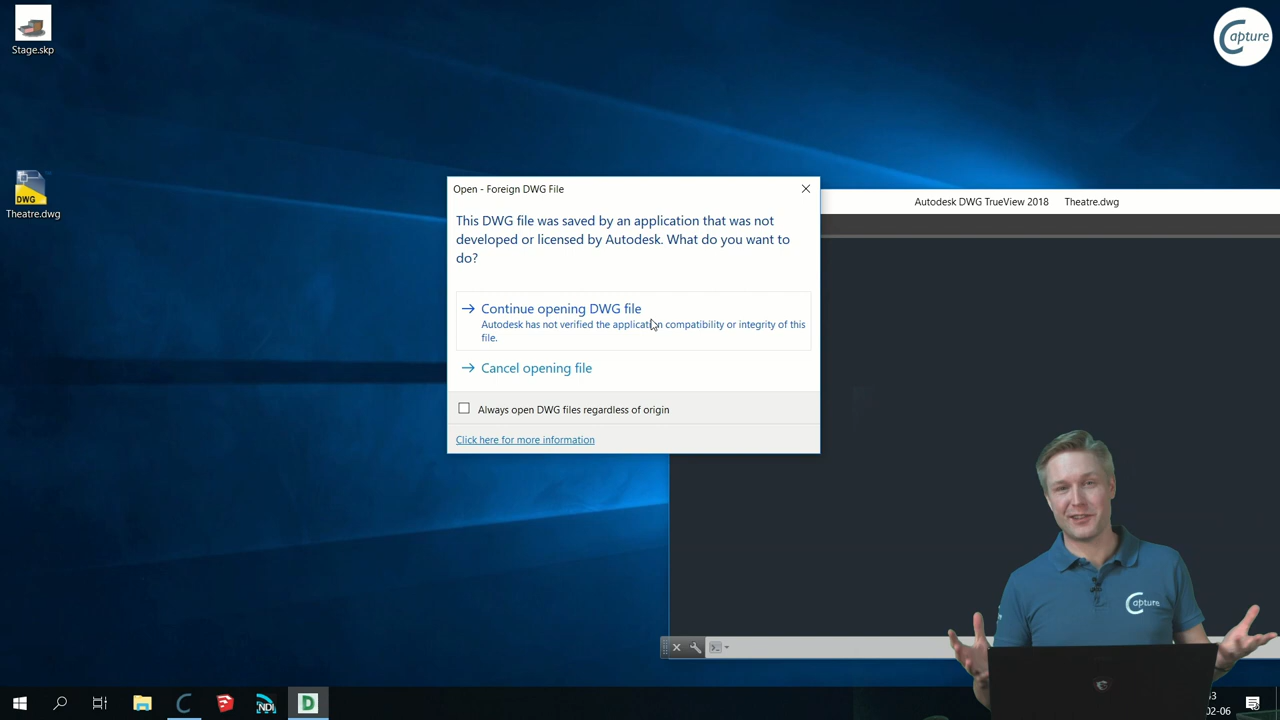 Stage.skp
Capture
DWG
Theatre.dwg
Open - Foreign DWG File
This DWG file was saved by an application that was not
developed or licensed by Autodesk. What do you want to
do?
Continue opening DWG file
Autodesk has not verified the application compatibility or integrity of this
file.
Cancel opening file
Always open DWG files regardless of origin
Click here for more information
Autodesk DWG TrueView 2018 Theatre.dwg
Capture
NDI
D
02-06